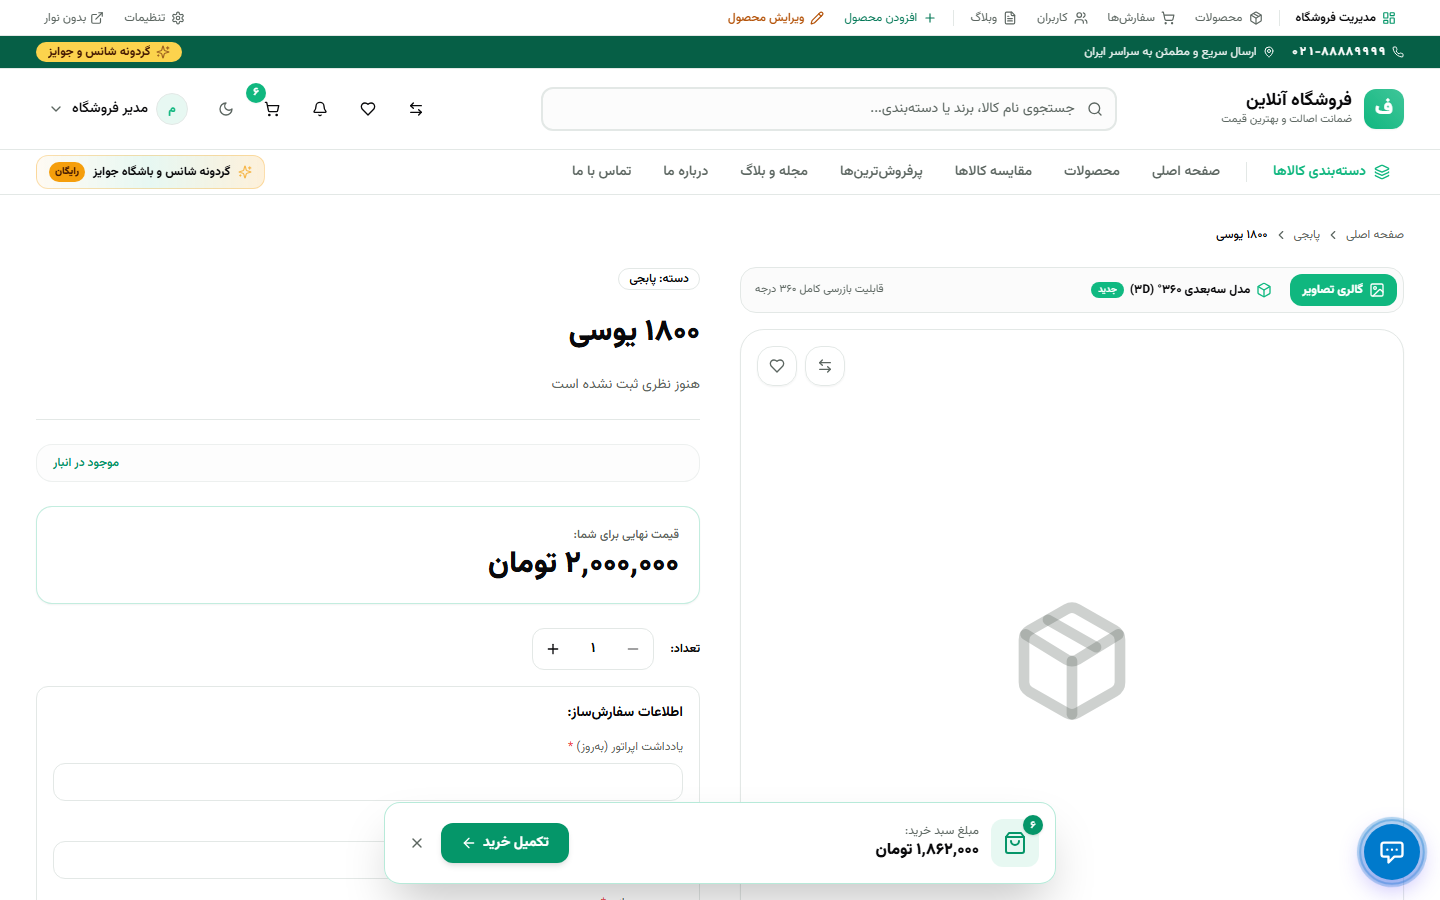 مدیریت فروشگاه
محصولات
سفارش‌ها
کاربران
وبلاگ
افزودن محصول
ویرایش محصول
تنظیمات
بدون نوار
۰۲۱-۸۸۸۸۹۹۹۹
ارسال سریع و مطمئن به سراسر ایران
گردونه شانس و جوایز
ف
فروشگاه آنلاین
ضمانت اصالت و بهترین قیمت
جستجوی نام کالا، برند یا دسته‌بندی...
۶
م
مدیر فروشگاه
دسته‌بندی کالاها
صفحه اصلی
محصولات
مقایسه کالاها
پرفروش‌ترین‌ها
مجله و بلاگ
درباره ما
تماس با ما
گردونه شانس و باشگاه جوایز
رایگان
صفحه اصلی
پابجی
۱۸۰۰ یوسی
گالری تصاویر
مدل سه‌بعدی ۳۶۰° (3D)
جدید
قابلیت بازرسی کامل ۳۶۰ درجه
دسته: پابجی
۱۸۰۰ یوسی
هنوز نظری ثبت نشده است
موجود در انبار
قیمت نهایی برای شما:
۲,۰۰۰,۰۰۰ تومان
تعداد:
۱
اطلاعات سفارش‌ساز:
یادداشت اپراتور (به‌روز) *
۶
مبلغ سبد خرید:
۱,۸۶۲,۰۰۰ تومان
تکمیل خرید